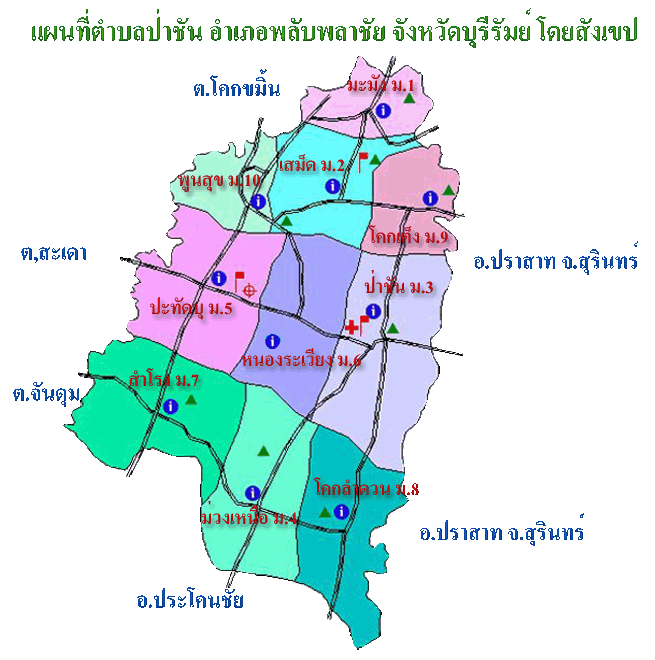 แผนที่ตำบลป่าชัน อำเภอพลับพลาชัย จังหวัดบุรีรัมย์ โดยสังเขป
ต.โคกขมิ้น
มะมัง ม.1
เสม็ด ม.2
พูนสุข ม.10
โคกเต็ง ม.9
ต,สะเดา
อ.ปราสาท จ.สุรินทร์
ป่าชัน ม.3
ปะทัดบุ ม.5
หนองระเวียง ม.6
สำโรง ม.7
ต.จันดุม
โคกลำดวน ม.8
ม่วงเหนือ ม.4
อ.ปราสาท จ.สุรินทร์
อ.ประโคนชัย